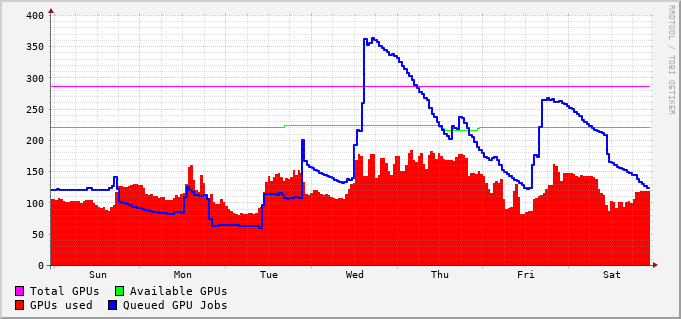 400
350
300
250
200
150
100
50
0
Sun Mon Tue Wed Thu Fri Sat
RRDTOOL / TOBI OETIKER
Total GPUs Available GPUs
GPUs used Queued GPU Jobs